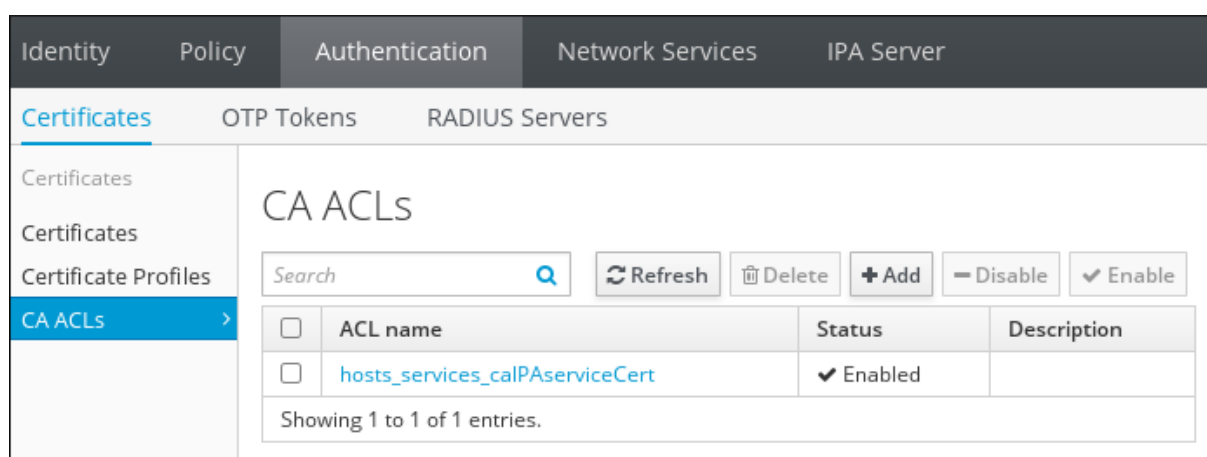 Identity Policy Authentication Network Services IPA Server
Certificates OTP Tokens RADIUS Servers
Certificates
Certificates
Certificate Profiles
CA ACLs
CA ACLs
Search Refresh Delete Add Disable Enable
ACL name Status Description
hosts_services_caIPAserviceCert Enabled
Showing 1 to 1 of 1 entries.